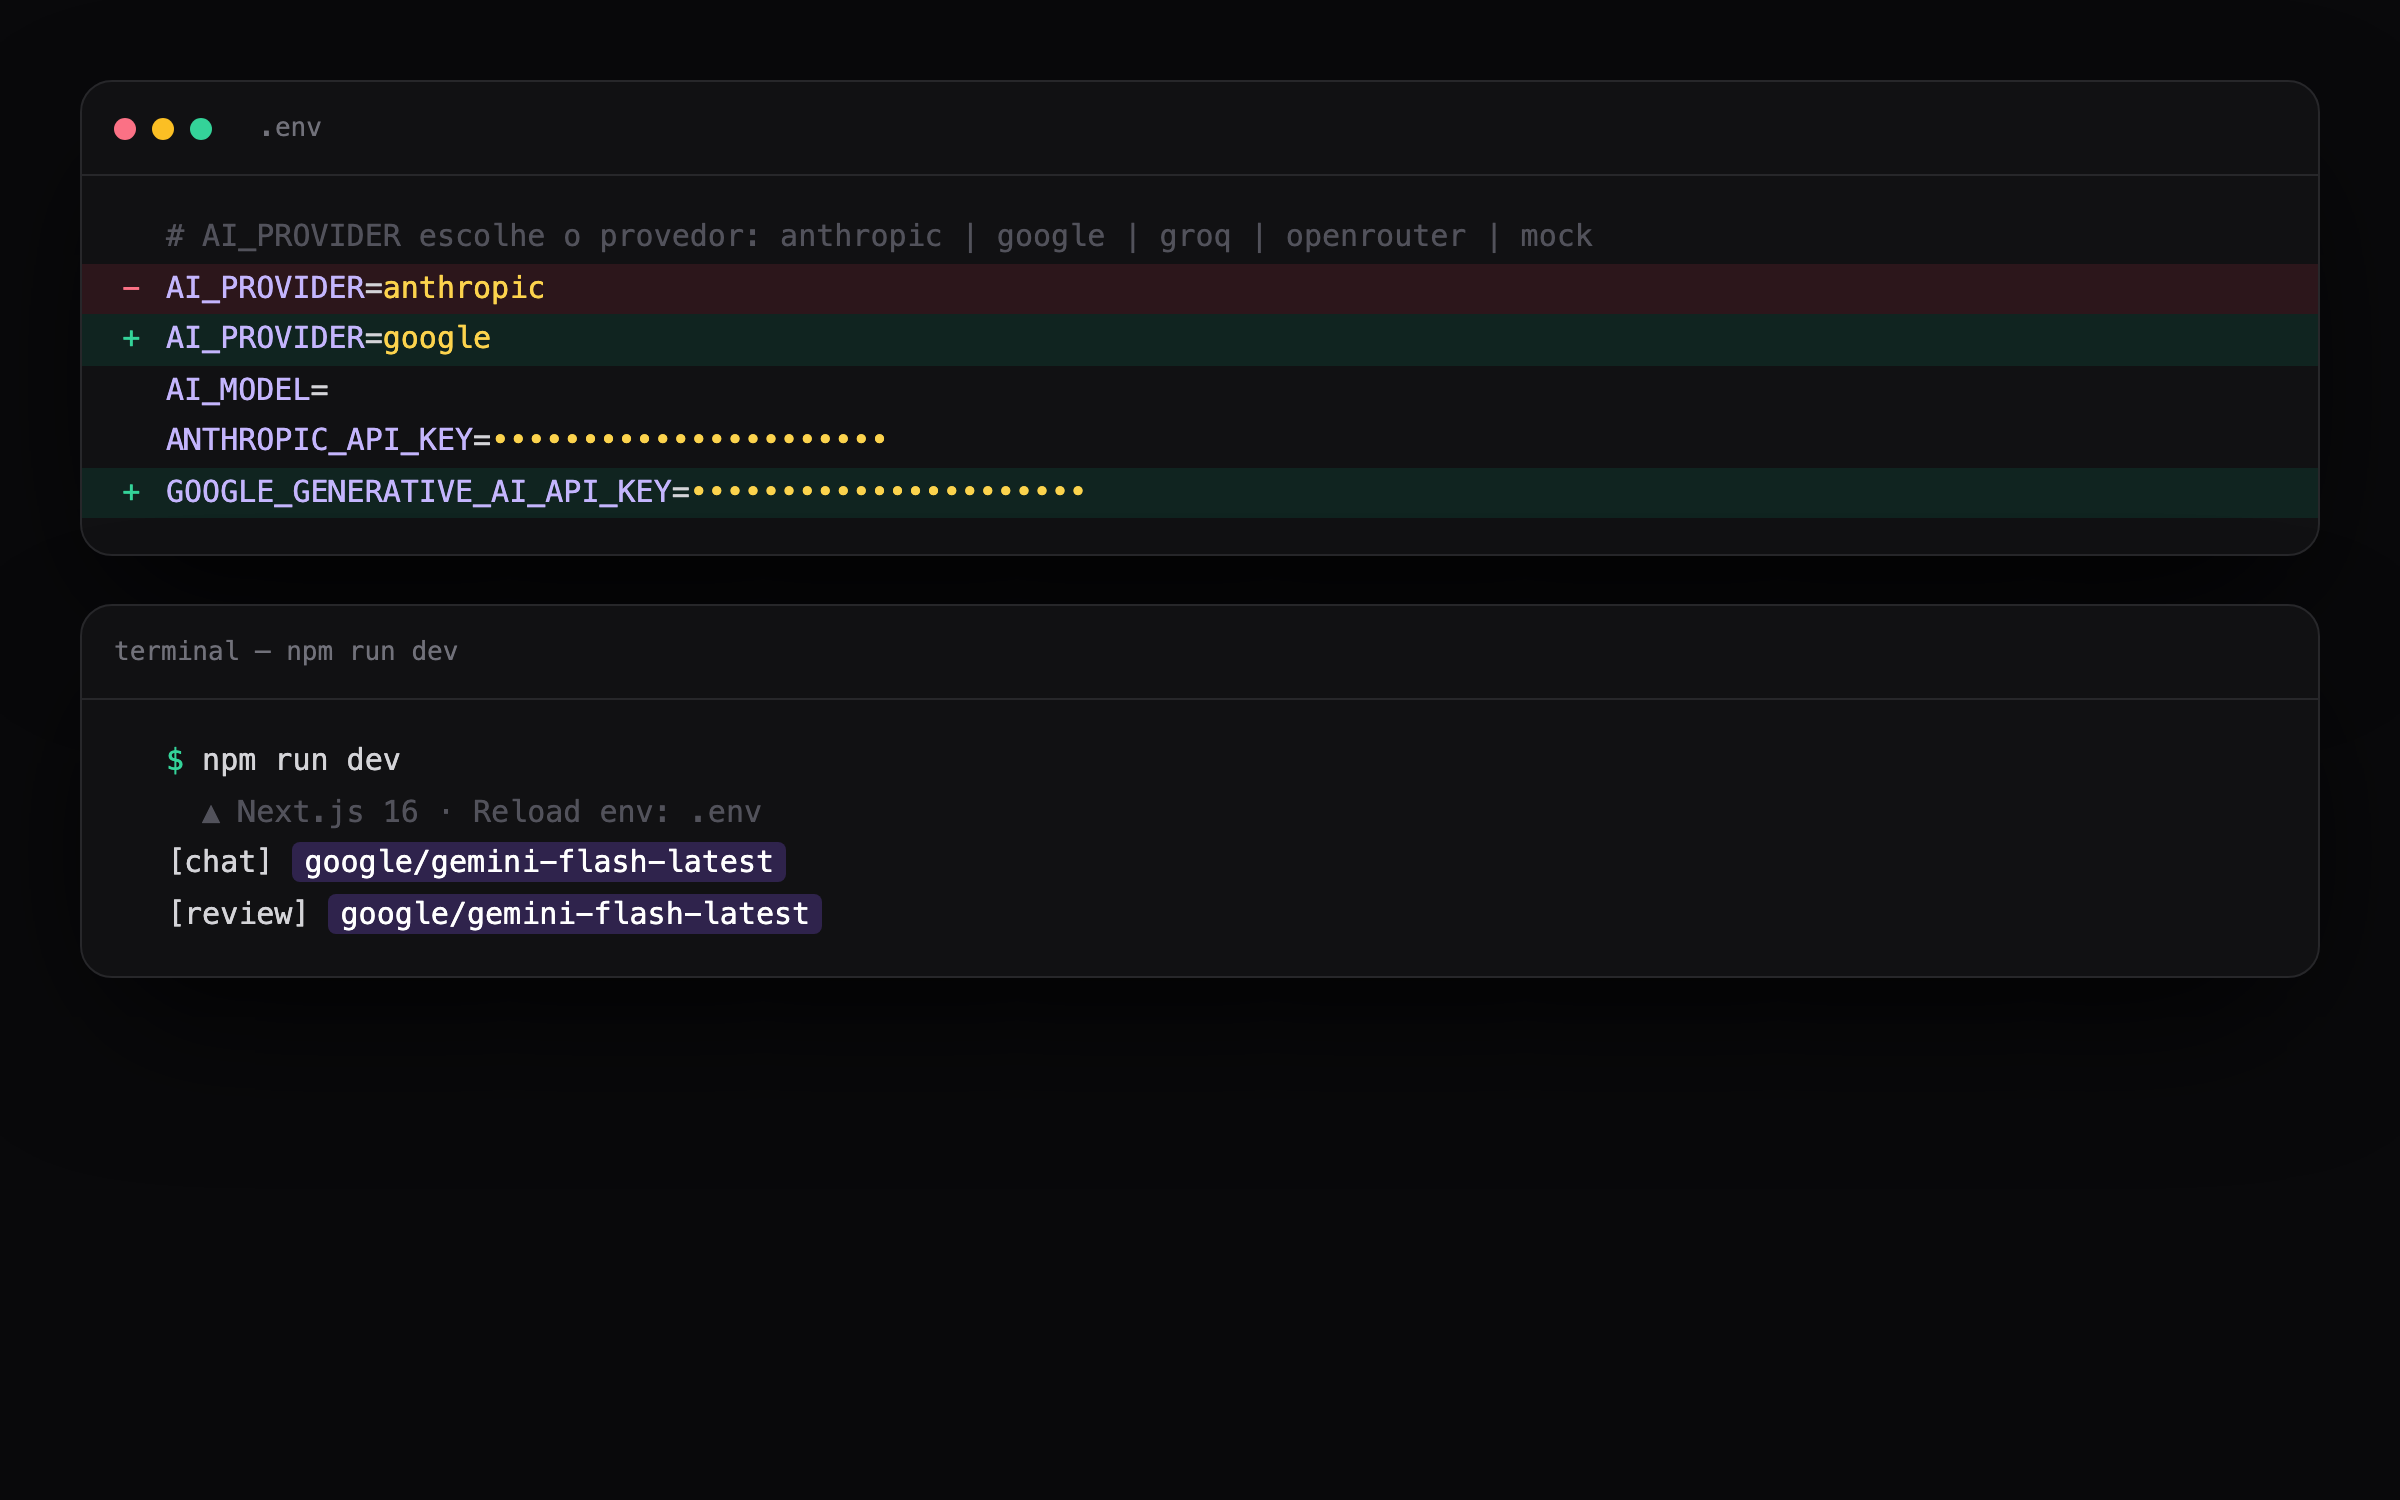 .env
# AI_PROVIDER escolhe o provedor: anthropic | google | groq | openrouter | mock
− AI_PROVIDER=anthropic
+ AI_PROVIDER=google
AI_MODEL=
ANTHROPIC_API_KEY=••••••••••••••••••••••
+ GOOGLE_GENERATIVE_AI_API_KEY=••••••••••••••••••••••
terminal — npm run dev
$ npm run dev
▲ Next.js 16 · Reload env: .env
[chat] google/gemini-flash-latest
[review] google/gemini-flash-latest